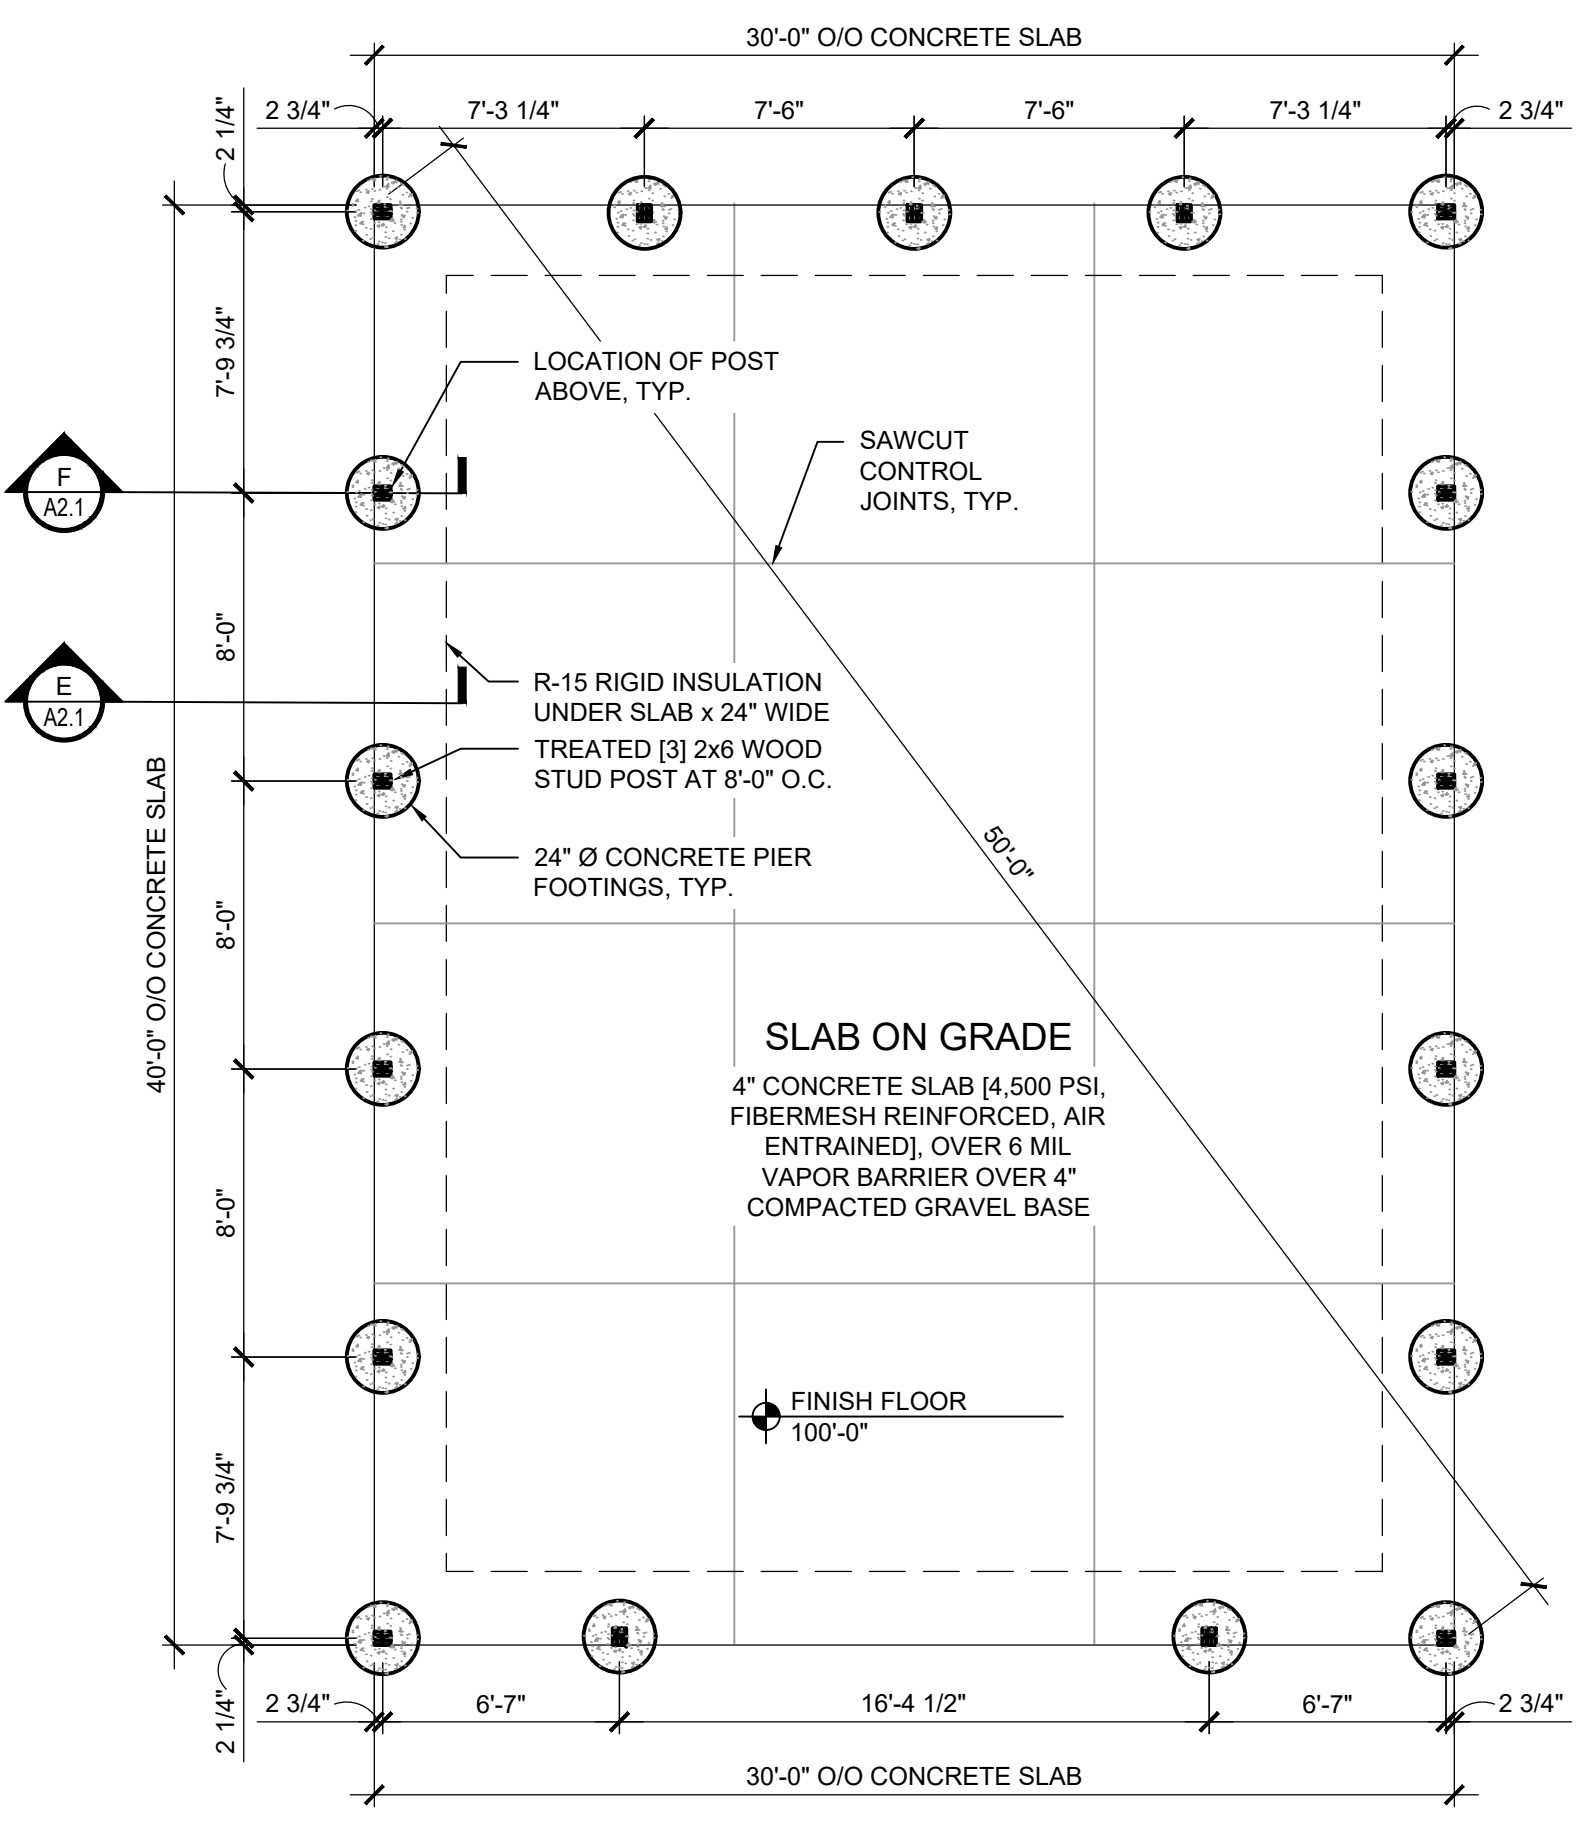 30'-0" O/O CONCRETE SLAB
2 3/4"
7'-3 1/4"
7'-6"
7'-6"
7'-3 1/4"
2 3/4"
2 1/4"
7'-9 3/4"
LOCATION OF POST
ABOVE, TYP.
SAWCUT
CONTROL
JOINTS, TYP.
F
A2.1
8'-0"
E
A2.1
R-15 RIGID INSULATION
UNDER SLAB x 24" WIDE
TREATED [3] 2x6 WOOD
STUD POST AT 8'-0" O.C.
40'-0" O/O CONCRETE SLAB
24" Ø CONCRETE PIER
FOOTINGS, TYP.
50'-0"
8'-0"
SLAB ON GRADE
4" CONCRETE SLAB [4,500 PSI,
FIBERMESH REINFORCED, AIR
ENTRAINED], OVER 6 MIL
VAPOR BARRIER OVER 4"
COMPACTED GRAVEL BASE
8'-0"
FINISH FLOOR
100'-0"
7'-9 3/4"
2 1/4"
2 3/4"
6'-7"
16'-4 1/2"
6'-7"
2 3/4"
30'-0" O/O CONCRETE SLAB